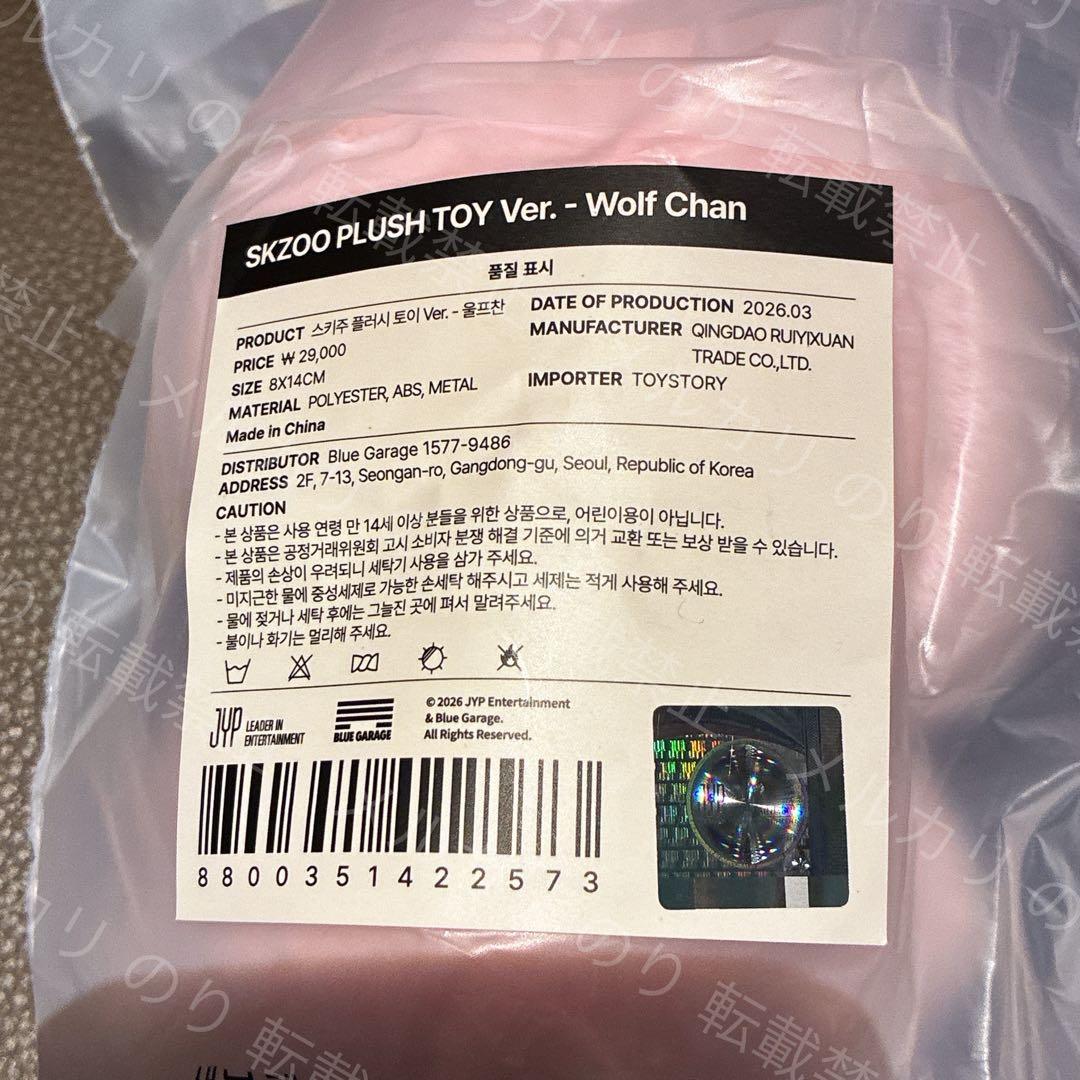 SKZOO PLUSH TOY Ver. - Wolf Chan
품질 표시
PRODUCT 스키주 플러시 토이 Ver. - 울프찬
PRICE ₩ 29,000
SIZE 8X14CM
MATERIAL POLYESTER, ABS, METAL
Made in China
DATE OF PRODUCTION 2026.03
MANUFACTURER QINGDAO RUIYIXUAN
TRADE CO.,LTD.
IMPORTER TOYSTORY
DISTRIBUTOR Blue Garage 1577-9486
ADDRESS 2F, 7-13, Seongan-ro, Gangdong-gu, Seoul, Republic of Korea
CAUTION
- 본 상품은 사용 연령 만 14세 이상 분들을 위한 상품으로, 어린이용이 아닙니다.
- 본 상품은 공정거래위원회 고시 소비자 분쟁 해결 기준에 의거 교환 또는 보상 받을 수 있습니다.
- 제품의 손상이 우려되니 세탁기 사용을 삼가 주세요.
- 미지근한 물에 중성세제로 가능한 손세탁 해주시고 세제는 적게 사용해 주세요.
- 물에 젖거나 세탁 후에는 그늘진 곳에 펴서 말려주세요.
- 불이나 화기는 멀리해 주세요.
JYP LEADER IN
ENTERTAINMENT
BLUE GARAGE
© 2026 JYP Entertainment
& Blue Garage.
All Rights Reserved.
8800351422573
メルカリ のり 転載禁止